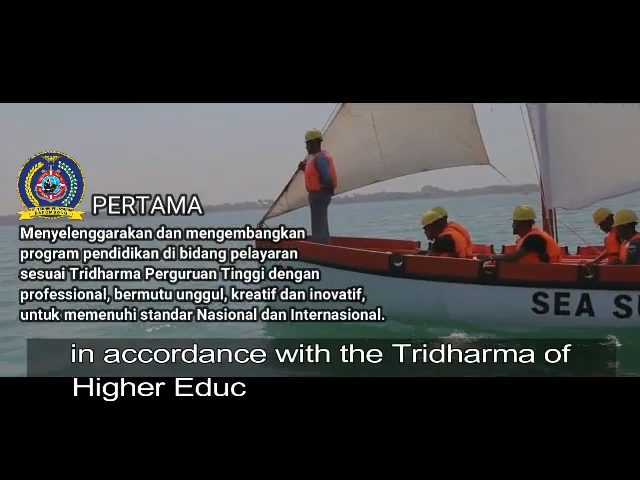 PERTAMA
Menyelenggarakan dan mengembangkan
program pendidikan di bidang pelayaran
sesuai Tridharma Perguruan Tinggi dengan
professional, bermutu unggul, kreatif dan inovatif,
untuk memenuhi standar Nasional dan Internasional.
SEA
in accordance with the Tridharma of
Higher Educ